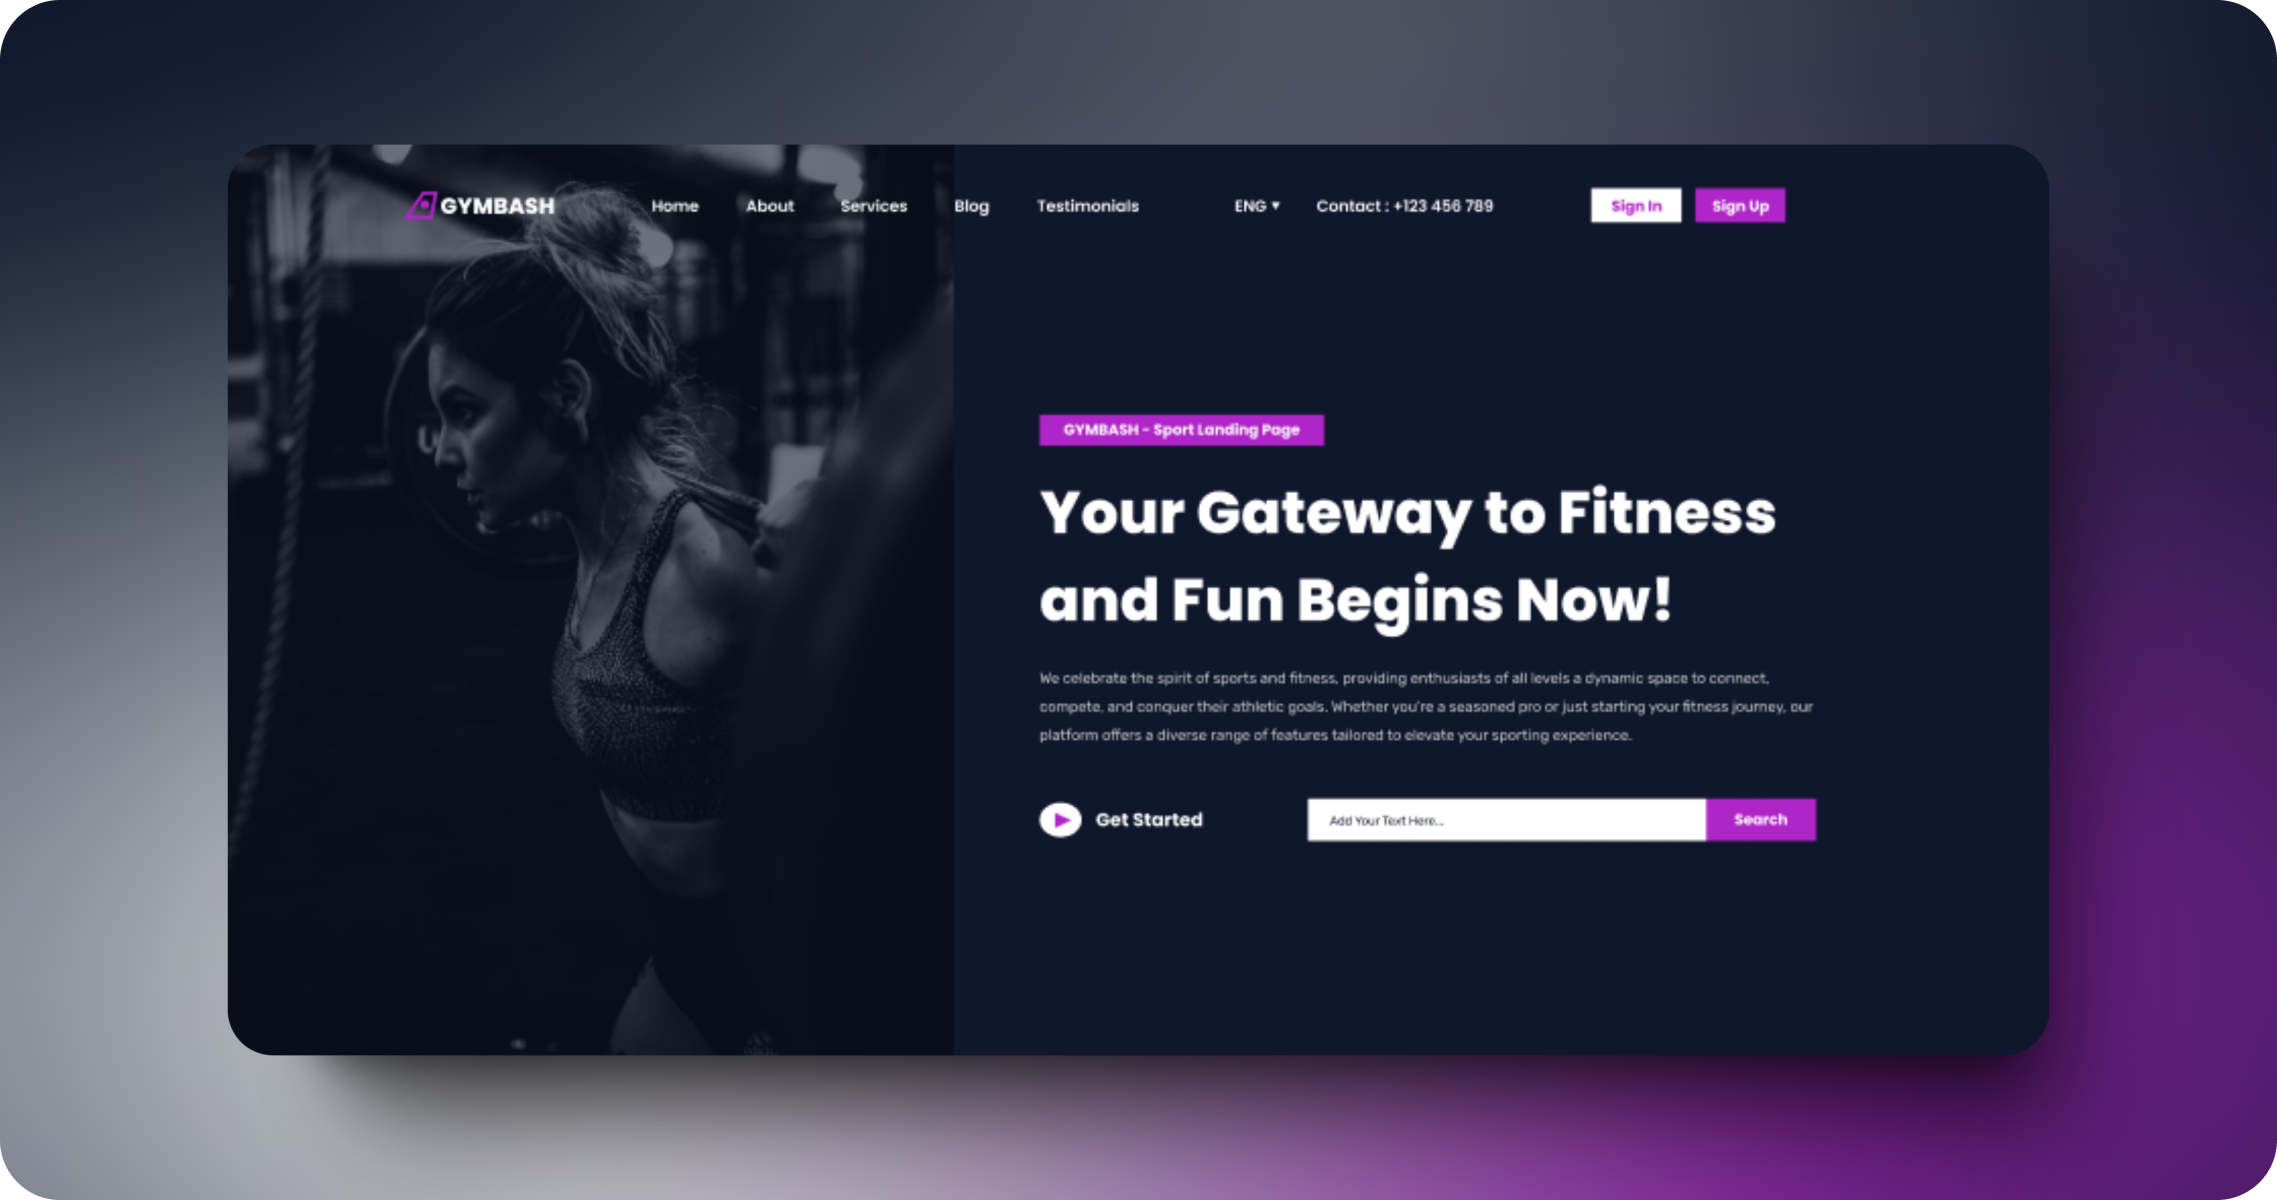 GYMBASH
Home
About
Services
Blog
Testimonials
ENG ▼
Contact : +123 456 789
Sign In
Sign Up
GYMBASH - Sport Landing Page
Your Gateway to Fitness
and Fun Begins Now!
We celebrate the spirit of sports and fitness, providing enthusiasts of all levels a dynamic space to connect,
compete, and conquer their athletic goals. Whether you're a seasoned pro or just starting your fitness journey, our
platform offers a diverse range of features tailored to elevate your sporting experience.
Get Started
Add Your Text Here...
Search